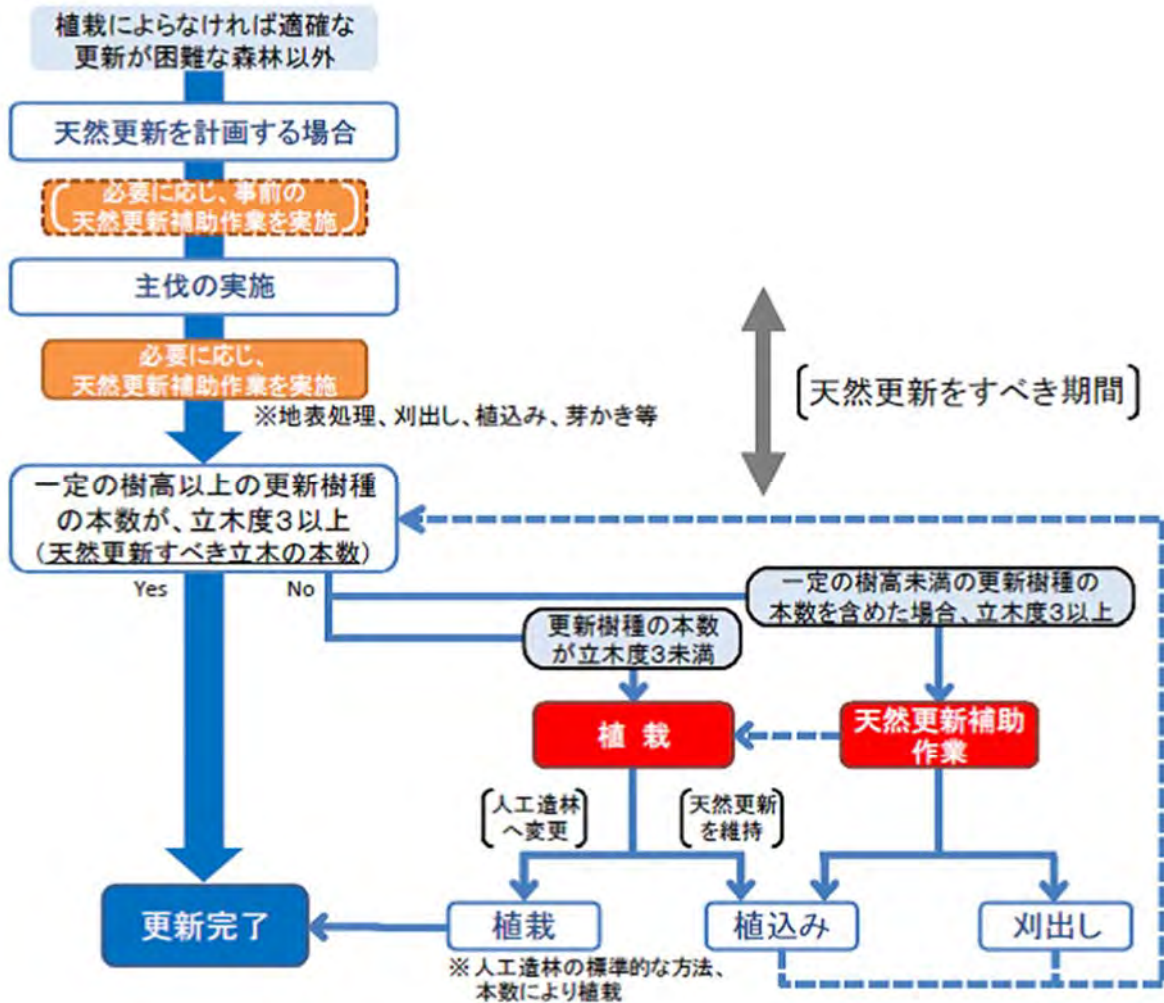 植栽によらなければ適確な
更新が困難な森林以外
天然更新を計画する場合
必要に応じ、事前の
天然更新補助作業を実施
主伐の実施
必要に応じ、
天然更新補助作業を実施
※地表処理、刈出し、植込み、芽かき等
天然更新をすべき期間
一定の樹高以上の更新樹種
の本数が、立木度3以上
(天然更新すべき立木の本数)
Yes
No
一定の樹高未満の更新樹種の
本数を含めた場合、立木度3以上
更新樹種の本数
が立木度3未満
植 栽
天然更新補助
作業
人工造林
へ変更
天然更新
を維持
更新完了
植栽
植込み
刈出し
※人工造林の標準的な方法、
本数により植栽